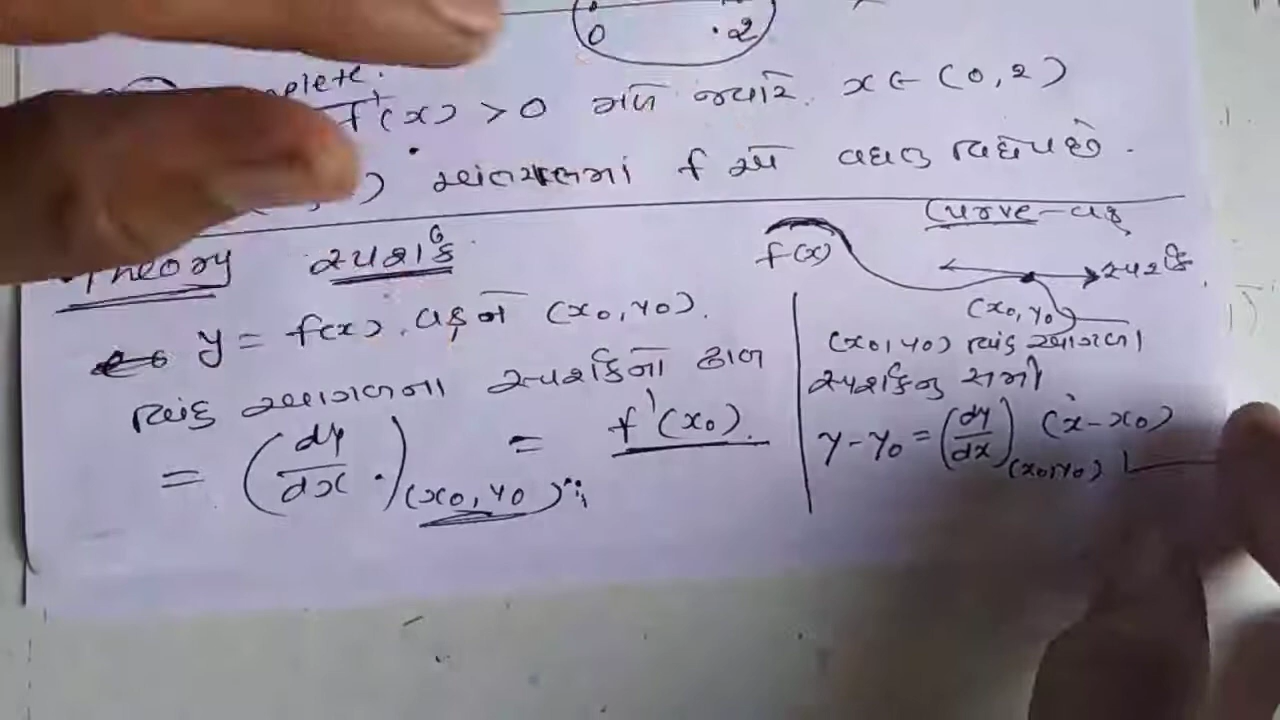 0 .2
f'(x) > 0 મળે જ્યારે x ∈ (0, 2)
) અંતરાલમાં f એ વધતુ વિધેય છે.
Theory સ્પર્શક
Curve-વક્ર
f(x)
સ્પર્શક
(x₀, y₀)
y = f(x). વક્રને (x₀, y₀).
બિંદુ આગળના સ્પર્શકનો ઢાળ
= (dy/dx)(x₀, y₀) = f'(x₀).
(x₀, y₀) બિંદુ આગળના
સ્પર્શકનુ સમી
y - y₀ = (dy/dx)(x₀, y₀) (x - x₀)